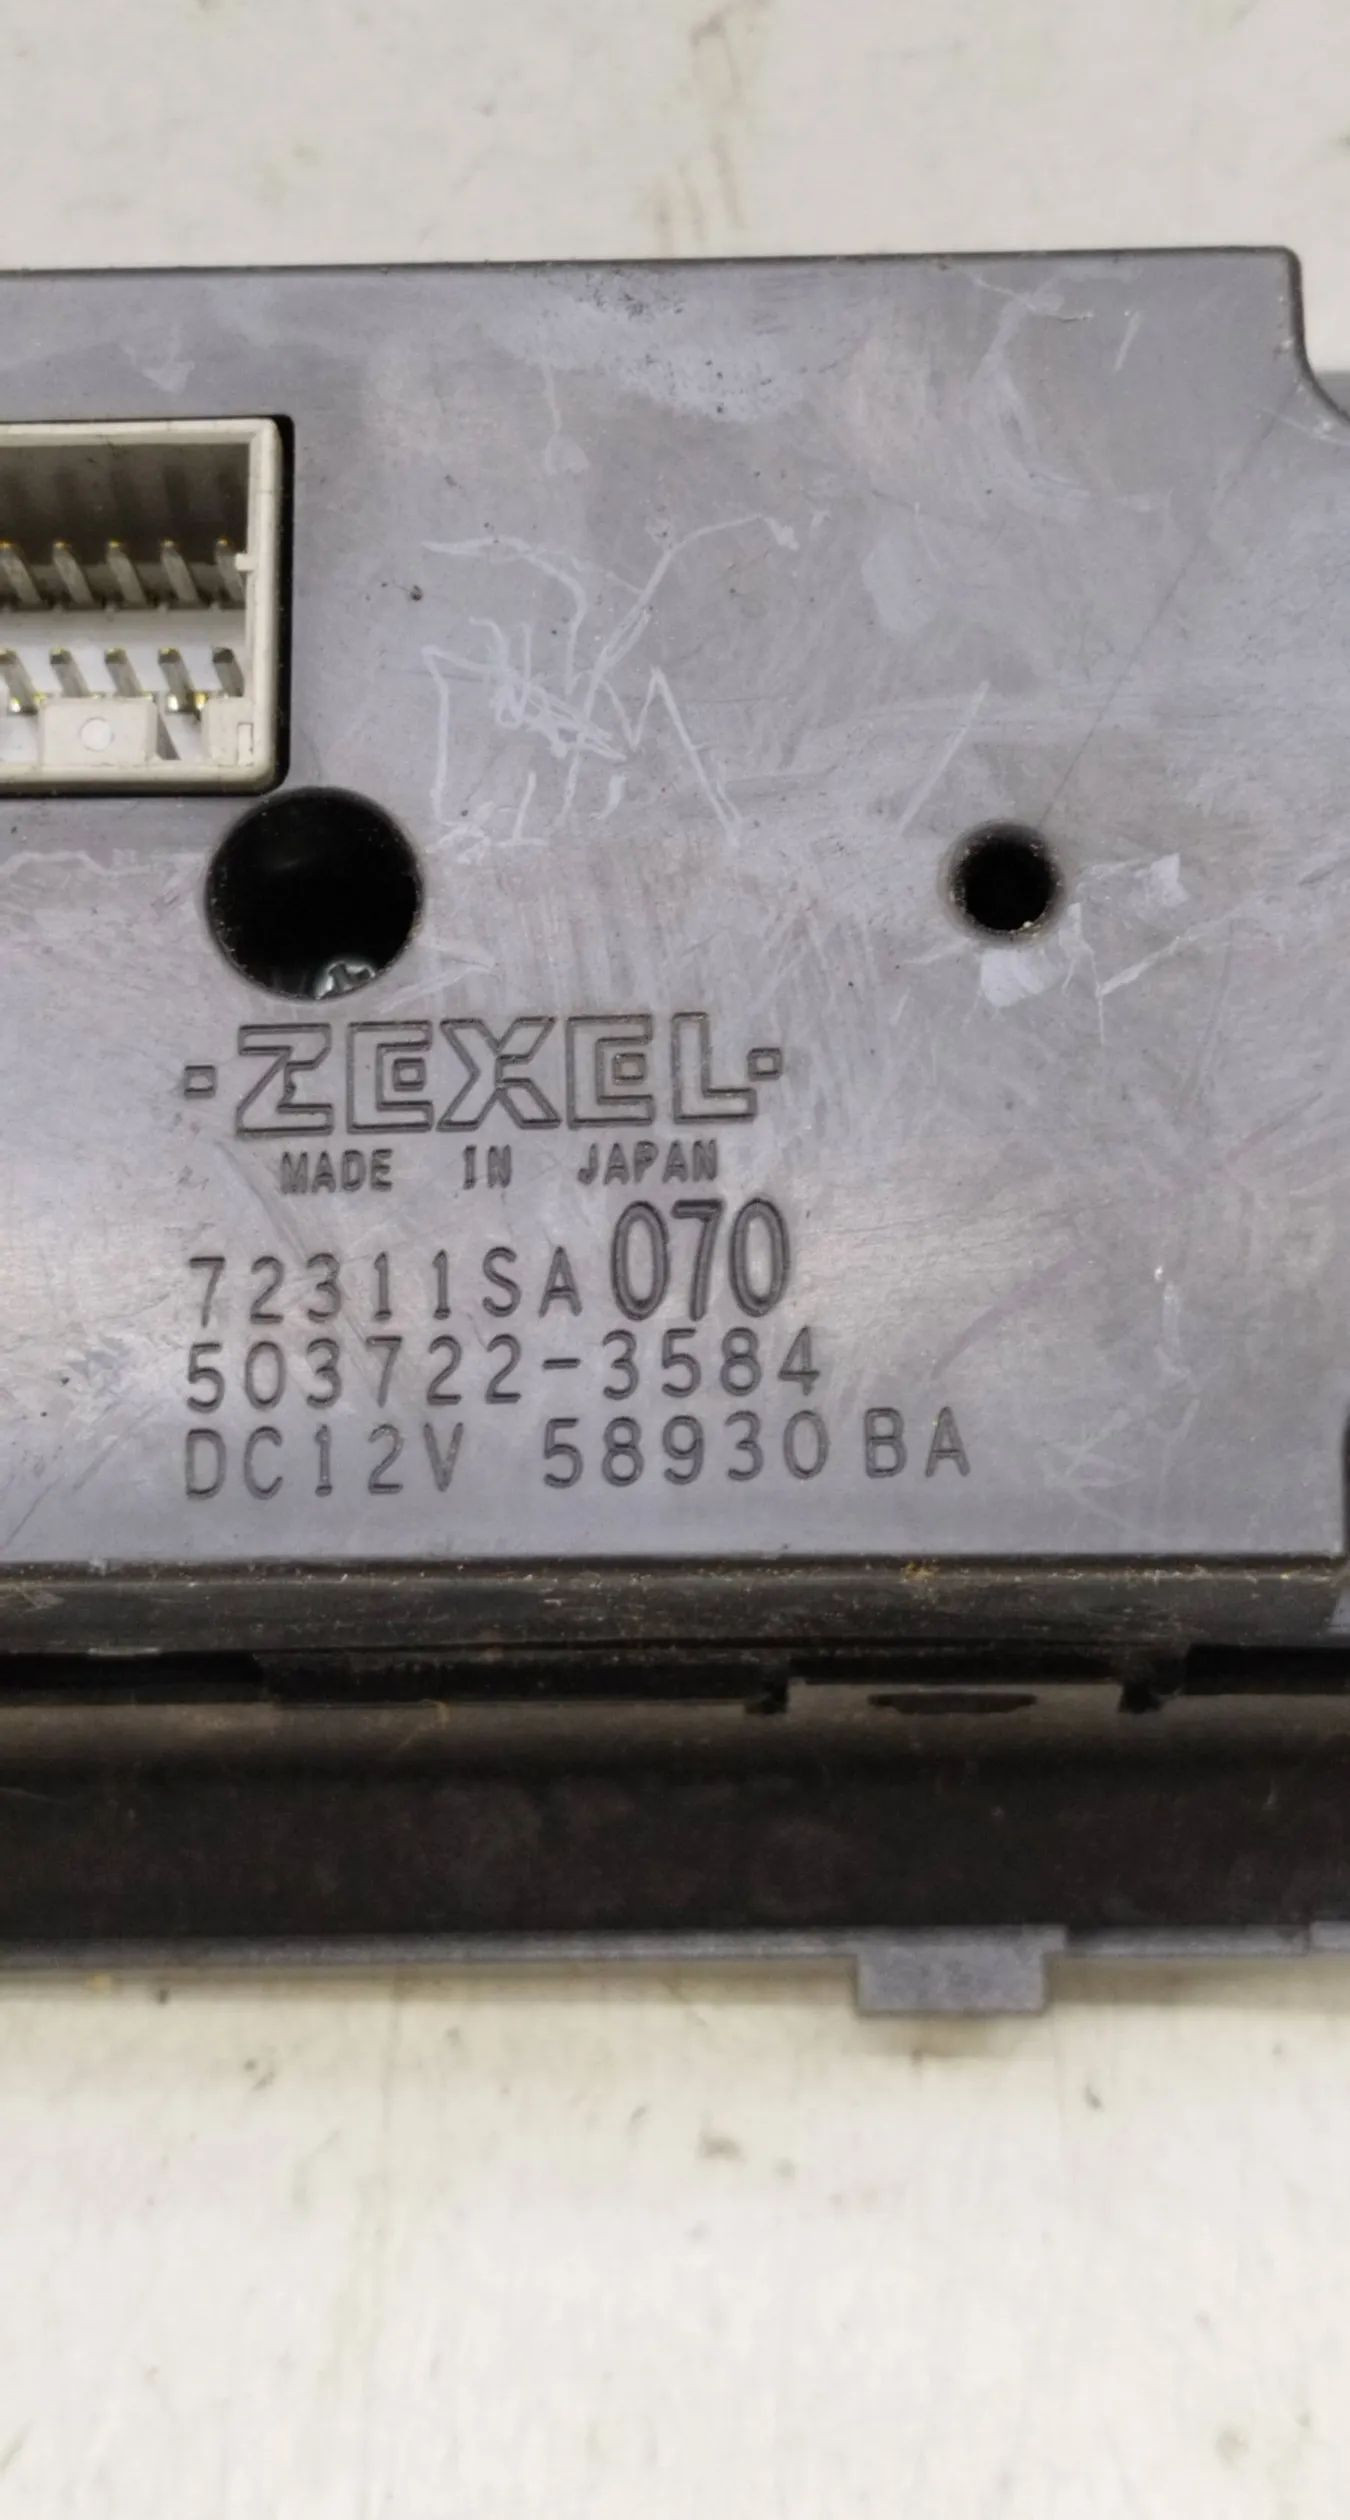 ZEXEL
MADE IN JAPAN
72311SA070
503722-3584
DC12V 58930BA